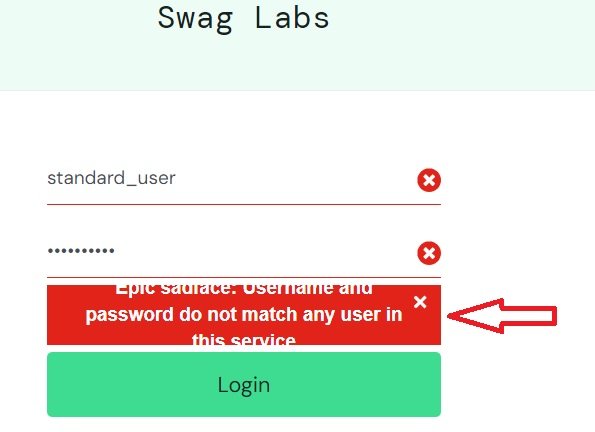 Swag Labs
standard_user
••••••••••
Epic sadface: Username and
password do not match any user in
this service
Login